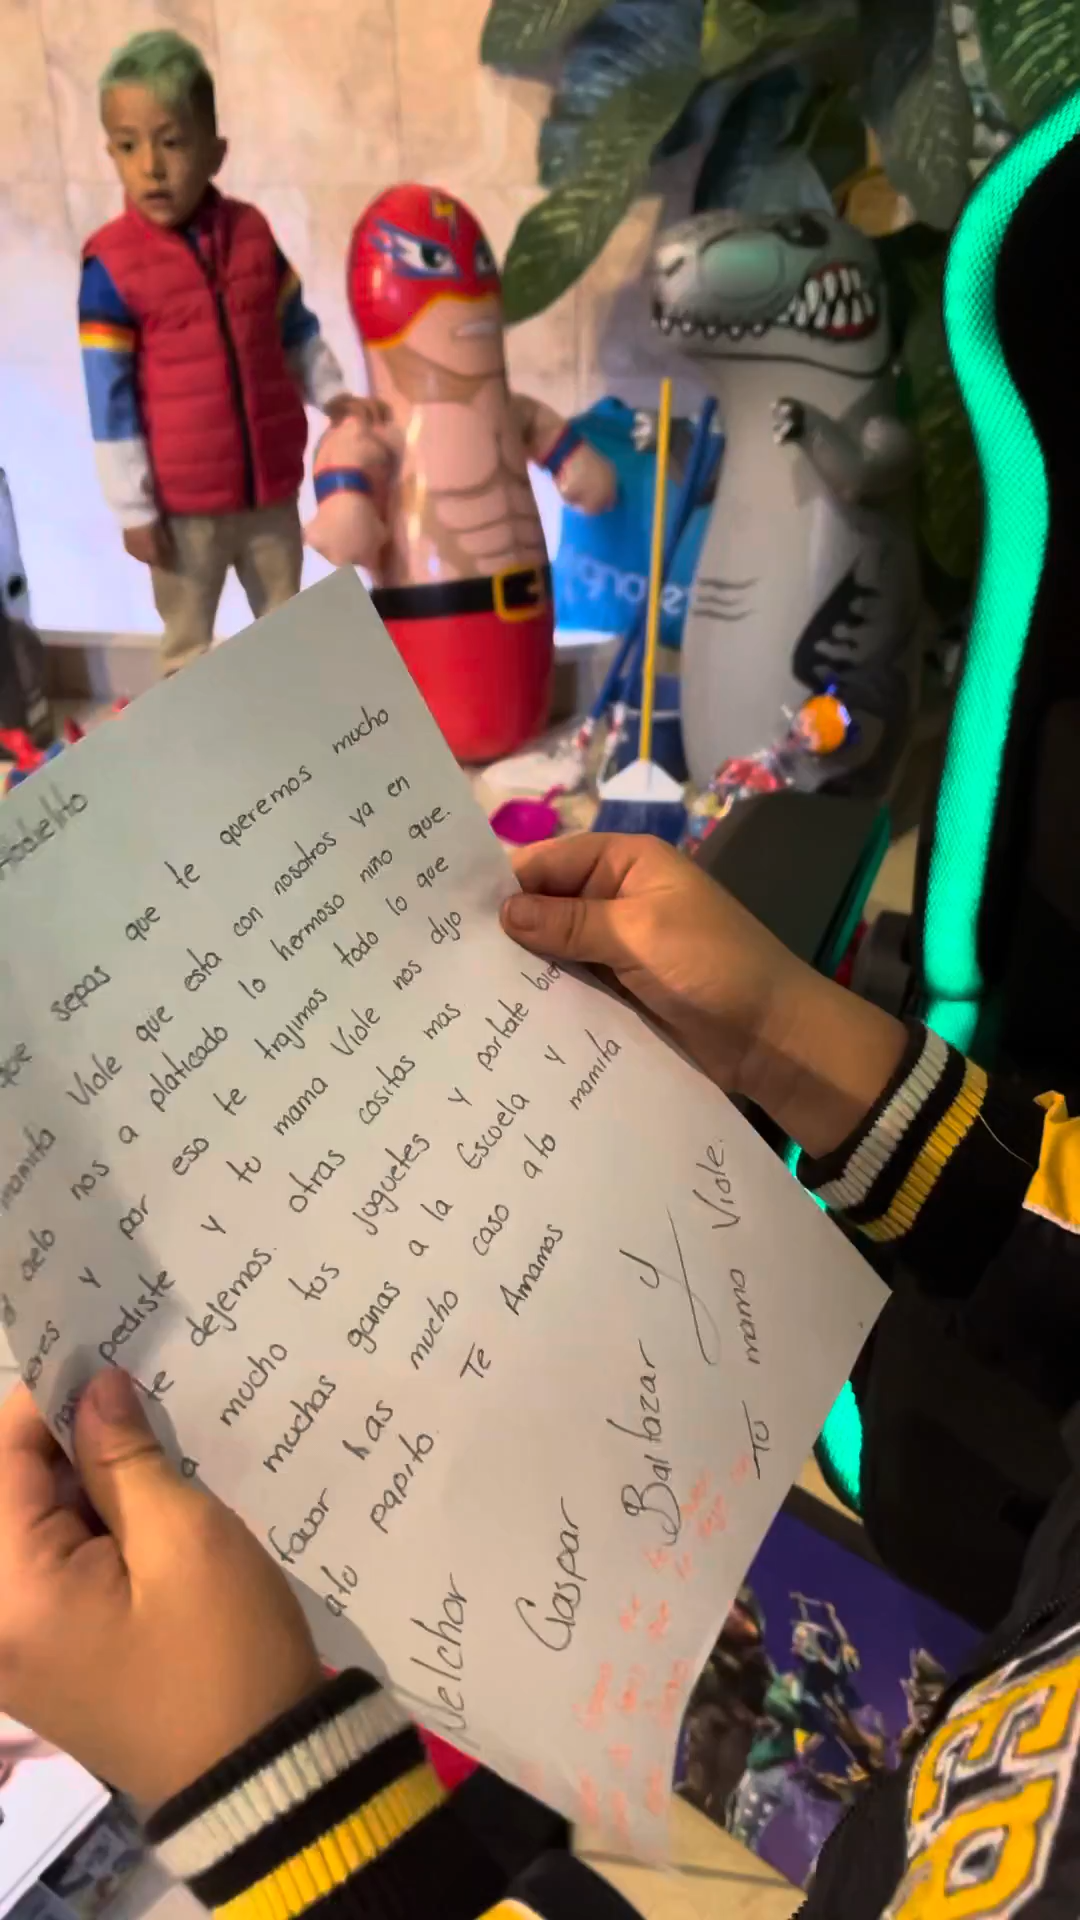 que sepas que te queremos mucho
mamita Viole que esta con nosotros ya en
el cielo nos a platicado lo hermoso niño que.
eres y por eso te trajimos todo lo que
pediste y tu mama Viole nos dijo
te dejemos. otras cositas mas
mucho tus juguetes y portate bien
muchas ganas a la Escuela y
favor has mucho caso atu mamita
atu papito. Te Amamos
Melchor
Gaspar
Baltazar y
Tu mama Viole.